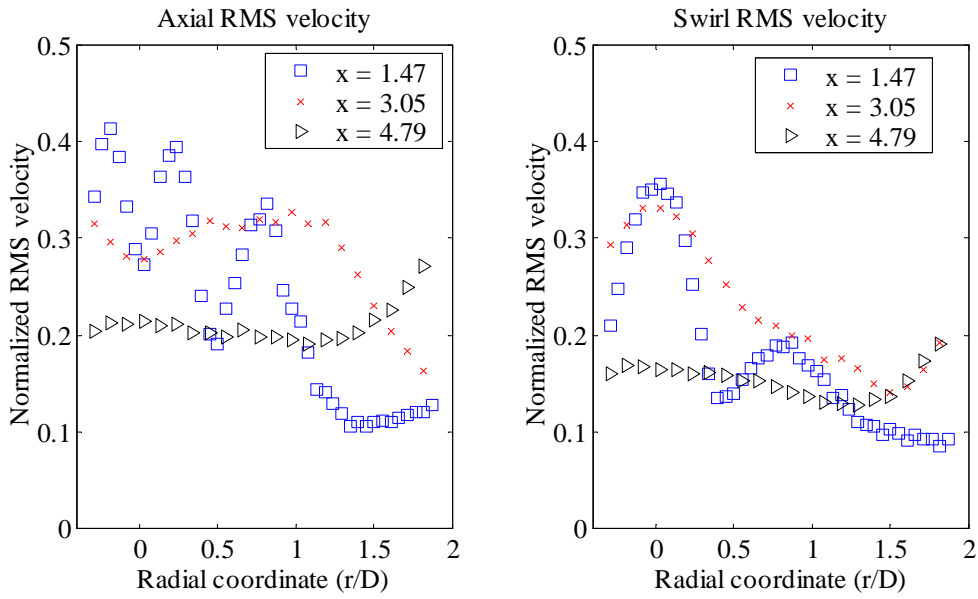 Axial RMS velocity
Normalized RMS velocity
0.5
0.4
0.3
0.2
0.1
0
x = 1.47
x = 3.05
x = 4.79
0 0.5 1 1.5 2
Radial coordinate (r/D)
Swirl RMS velocity
Normalized RMS velocity
0.5
0.4
0.3
0.2
0.1
0
x = 1.47
x = 3.05
x = 4.79
0 0.5 1 1.5 2
Radial coordinate (r/D)